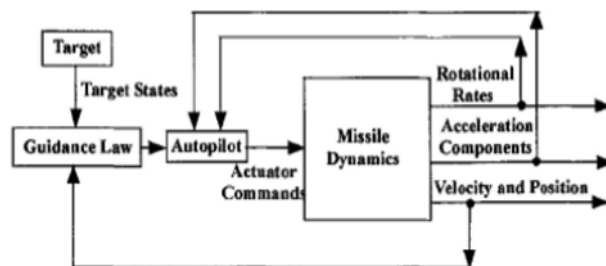 Target
Target States
Guidance Law
Autopilot
Actuator
Commands
Missile
Dynamics
Rotational
Rates
Acceleration
Components
Velocity and Position